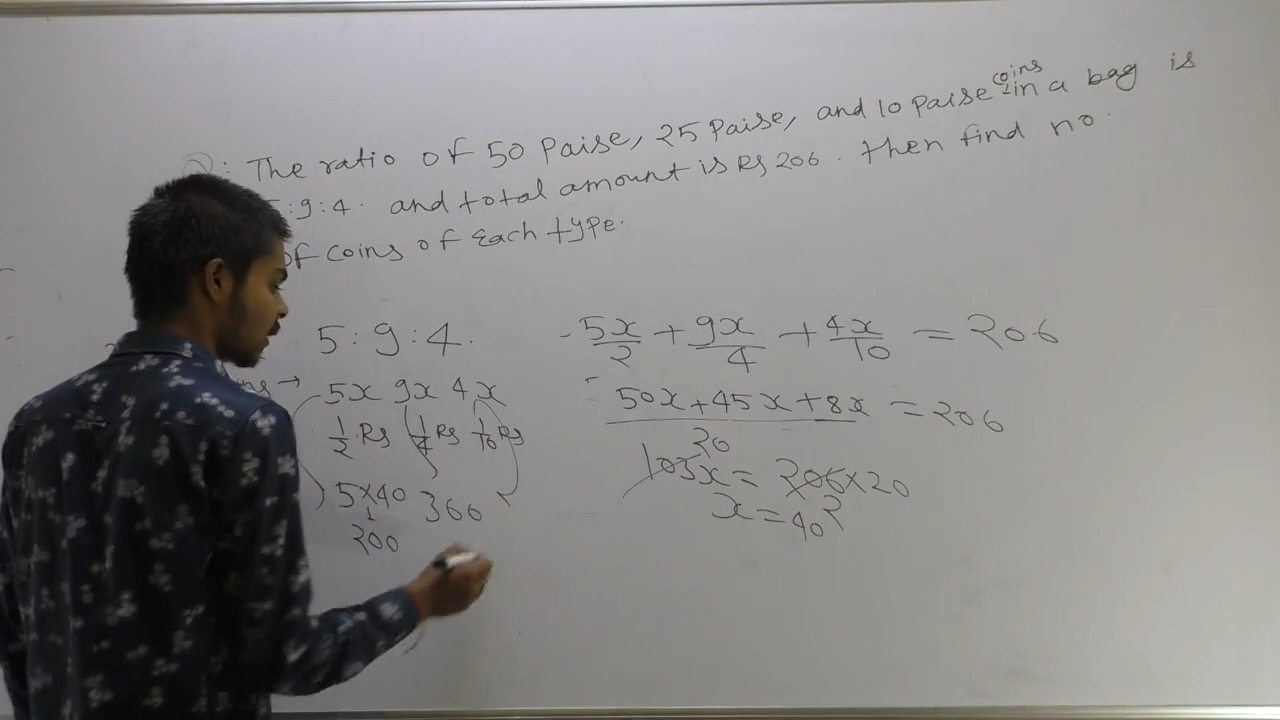 Q: The ratio of 50 Paise, 25 Paise, and 10 Paise coins in a bag is
:9:4. and total amount is Rs 206. then find no.
of coins of Each type.
5:9:4.
→ 5x 9x 4x
1/2 Rs 1/4 Rs 1/10 Rs
5×40 360
200
5x/2 + 9x/4 + 4x/10 = 206
50x+45x+8x/20 = 206
103x = 206×20
2
x = 40